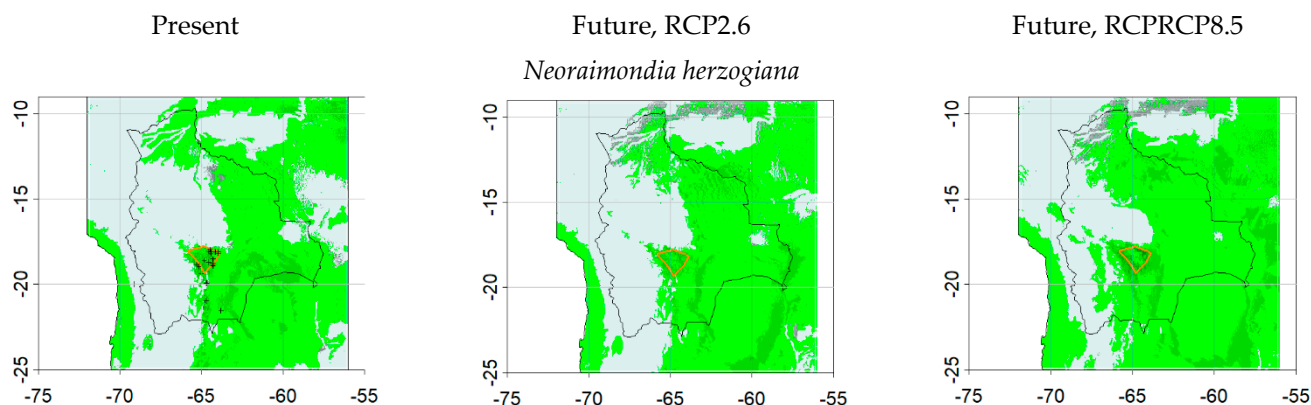 Present Future, RCP2.6 Future, RCPRCP8.5
Neoraimondia herzogiana
-10 -10 -10
-15 -15 -15
-20 -20 -20
-25 -25 -25
-75 -70 -65 -60 -55 -75 -70 -65 -60 -55 -75 -70 -65 -60 -55